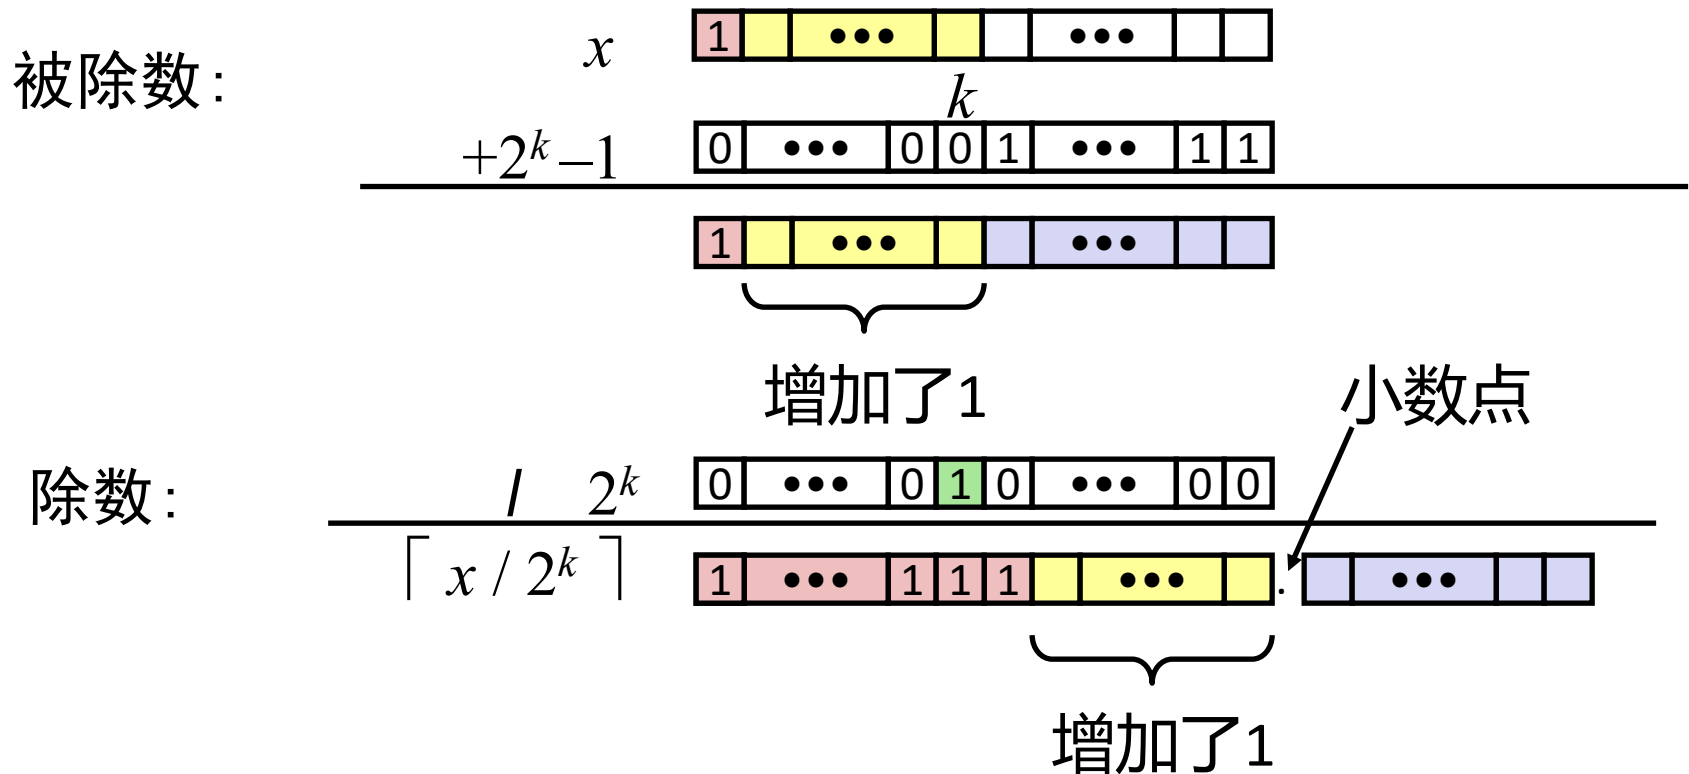 x 1 ••• •••
被除数:
k
+2^k –1 0 ••• 0 0 1 ••• 1 1
1 ••• •••
增加了1
小数点
除数: / 2^k 0 ••• 0 1 0 ••• 0 0
⌈ x / 2^k ⌉ 1 ••• 1 1 1 ••• . •••
增加了1